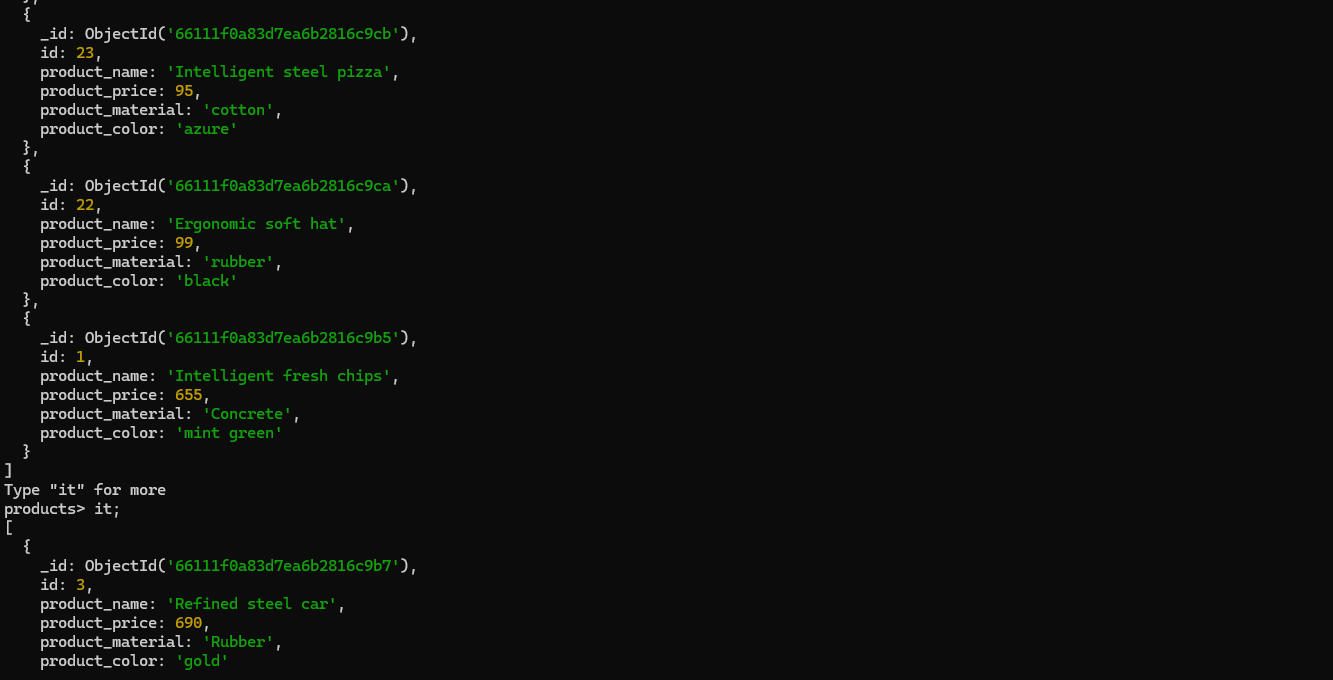 },
{
_id: ObjectId('66111f0a83d7ea6b2816c9cb'),
id: 23,
product_name: 'Intelligent steel pizza',
product_price: 95,
product_material: 'cotton',
product_color: 'azure'
},
{
_id: ObjectId('66111f0a83d7ea6b2816c9ca'),
id: 22,
product_name: 'Ergonomic soft hat',
product_price: 99,
product_material: 'rubber',
product_color: 'black'
},
{
_id: ObjectId('66111f0a83d7ea6b2816c9b5'),
id: 1,
product_name: 'Intelligent fresh chips',
product_price: 655,
product_material: 'Concrete',
product_color: 'mint green'
}
]
Type "it" for more
products> it;
[
{
_id: ObjectId('66111f0a83d7ea6b2816c9b7'),
id: 3,
product_name: 'Refined steel car',
product_price: 690,
product_material: 'Rubber',
product_color: 'gold'